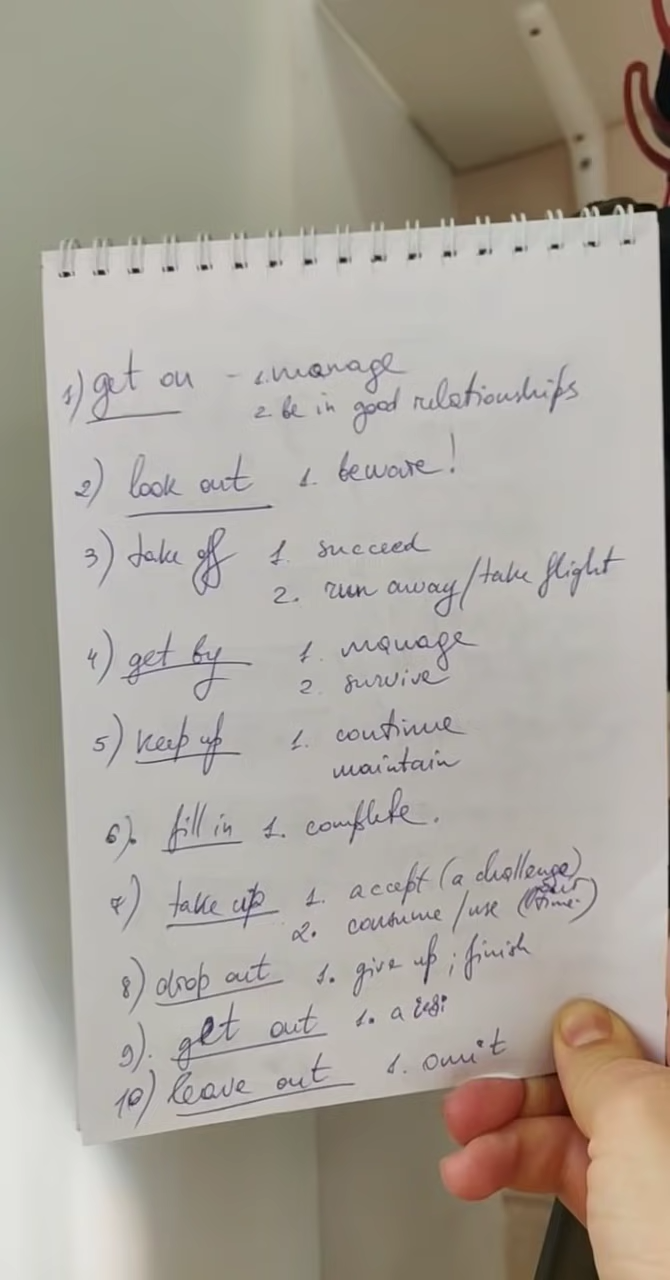 1) get on - 1. manage
2. be in good relationships
2) look out 1. beware!
3) take off 1. succeed
2. run away/take flight
4) get by 1. manage
2. survive
5) keep up 1. continue
maintain
6). fill in 1. complete.
7) take up 1. accept (a challenge)
2. consume/use (time.)
8) drop out 1. give up; finish
9). get out 1.
10) leave out 1. omit